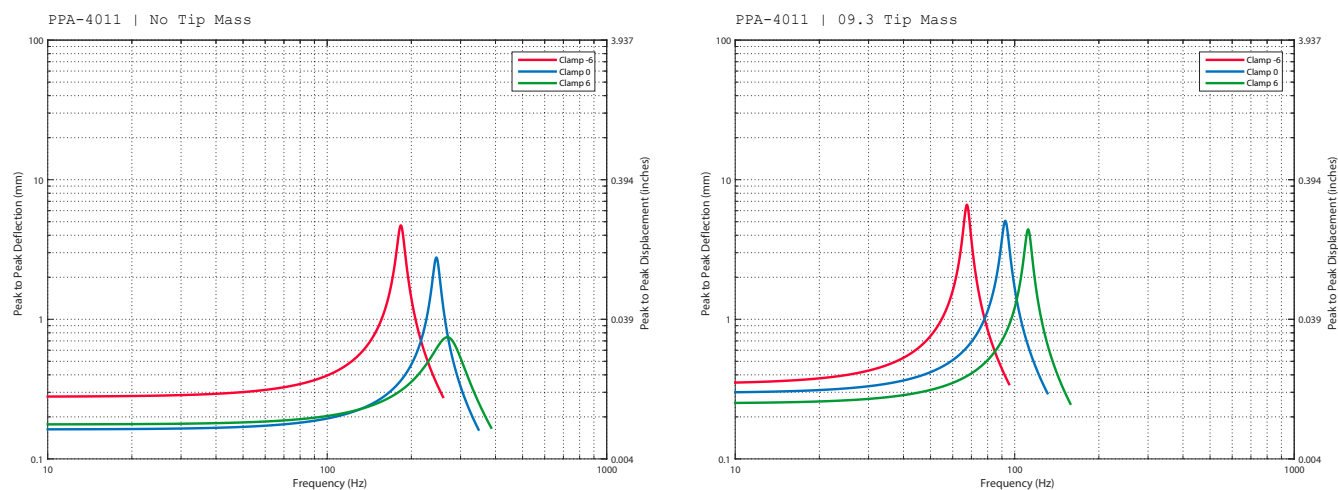 PPA-4011 | No Tip Mass
100
10
1
0.1
3.937
0.394
0.039
0.004
10
100
1000
Peak to Peak Deflection (mm)
Peak to Peak Displacement (inches)
Frequency (Hz)
Clamp -6
Clamp 0
Clamp 6
PPA-4011 | 09.3 Tip Mass
100
10
1
0.1
3.937
0.394
0.039
0.004
10
100
1000
Peak to Peak Deflection (mm)
Peak to Peak Displacement (inches)
Frequency (Hz)
Clamp -6
Clamp 0
Clamp 6